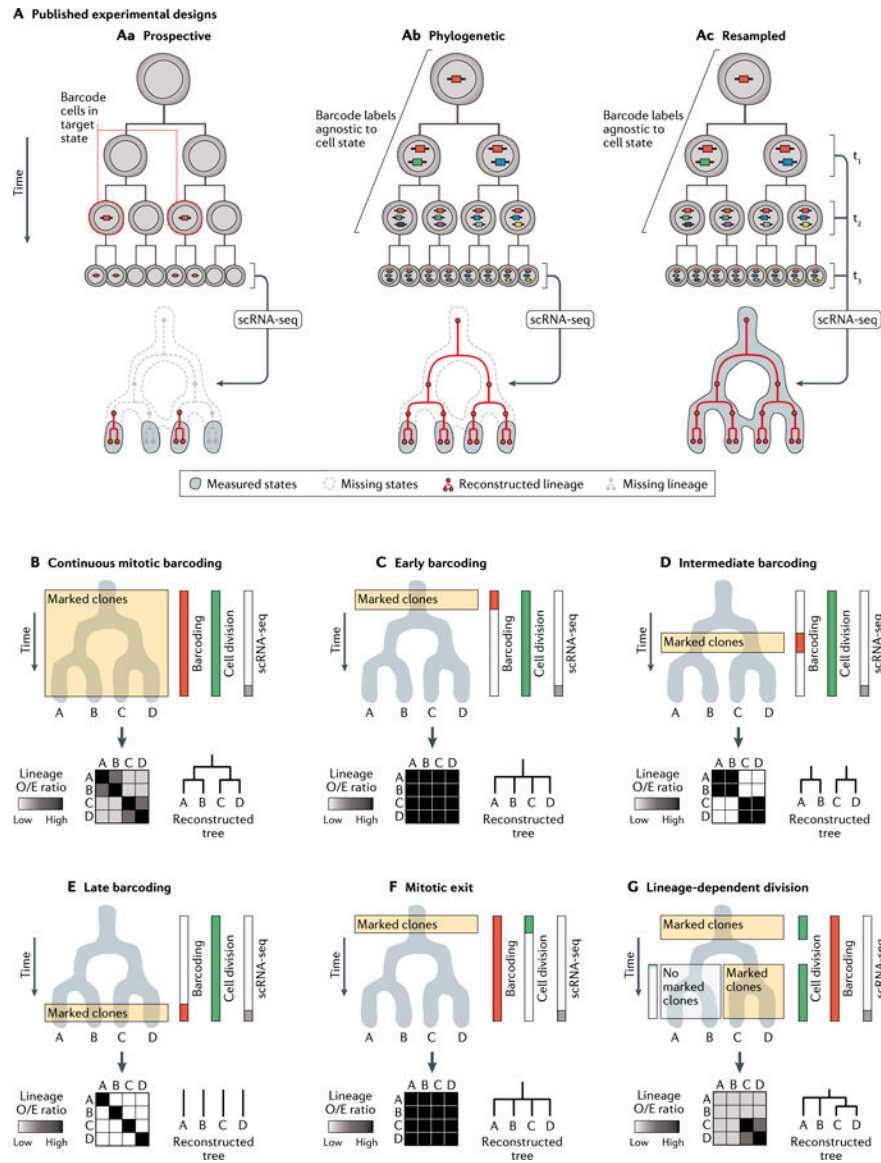 A Published experimental designs
Aa Prospective
Ab Phylogenetic
Ac Resampled
Barcode
cells in
target
state
Barcode labels
agnostic to
cell state
Barcode labels
agnostic to
cell state
Time
t1
t2
t3
scRNA-seq
scRNA-seq
scRNA-seq
Measured states
Missing states
Reconstructed lineage
Missing lineage
B Continuous mitotic barcoding
Marked clones
Time
Barcoding
Cell division
scRNA-seq
A B C D
Lineage
O/E ratio
Low High
A B C D
A
B
C
D
A B C D
Reconstructed
tree
C Early barcoding
Marked clones
Time
Barcoding
Cell division
scRNA-seq
A B C D
Lineage
O/E ratio
Low High
A B C D
A
B
C
D
A B C D
Reconstructed
tree
D Intermediate barcoding
Marked clones
Time
Barcoding
Cell division
scRNA-seq
A B C D
Lineage
O/E ratio
Low High
A B C D
A
B
C
D
A B C D
Reconstructed
tree
E Late barcoding
Marked clones
Time
Barcoding
Cell division
scRNA-seq
A B C D
Lineage
O/E ratio
Low High
A B C D
A
B
C
D
A B C D
Reconstructed
tree
F Mitotic exit
Marked clones
Time
Barcoding
Cell division
scRNA-seq
A B C D
Lineage
O/E ratio
Low High
A B C D
A
B
C
D
A B C D
Reconstructed
tree
G Lineage-dependent division
Marked clones
Time
No
marked
clones
Marked
clones
Cell division
Barcoding
scRNA-seq
A B C D
Lineage
O/E ratio
Low High
A B C D
A
B
C
D
A B C D
Reconstructed
tree